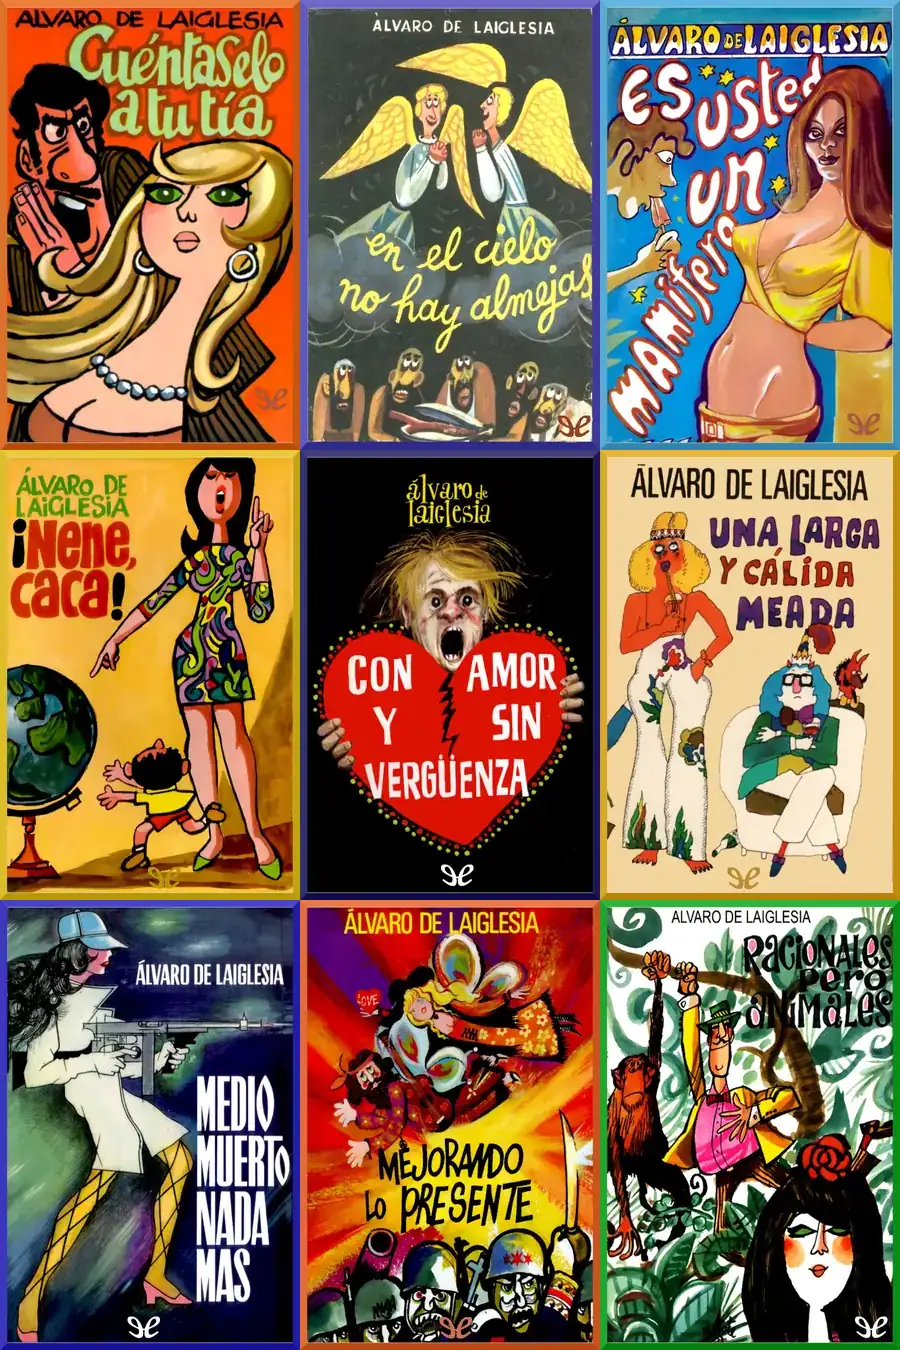 ALVARO DE LAIGLESIA
Cuéntaselo
a tu tía
ÀLVARO DE LAIGLESIA
en el cielo
no hay almejas
ÁLVARO DE LAIGLESIA
ES usted
un
mamífero
ÁLVARO DE
LAIGLESIA
¡Nene,
caca!
álvaro de
laiglesia
CON AMOR
Y SIN
VERGÜENZA
ÁLVARO DE LAIGLESIA
UNA LARGA
Y CÁLIDA
MEADA
ÁLVARO DE LAIGLESIA
MEDIO
MUERTO
NADA
MAS
ÁLVARO DE LAIGLESIA
LOVE
MEJORANDO
LO PRESENTE
ALVARO DE LAIGLESIA
RACIONALES
pero
animales